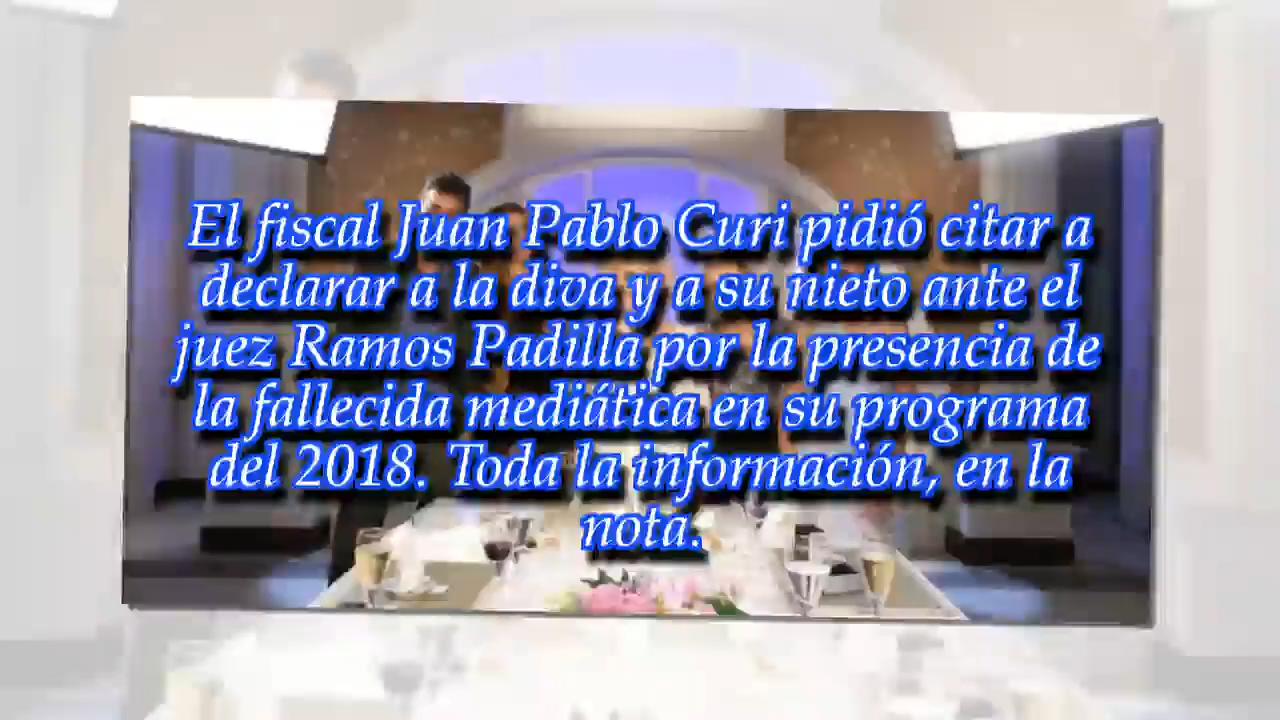 El fiscal Juan Pablo Curi pidió citar a
declarar a la diva y a su nieto ante el
juez Ramos Padilla por la presencia de
la fallecida mediática en su programa
del 2018. Toda la información, en la
nota.